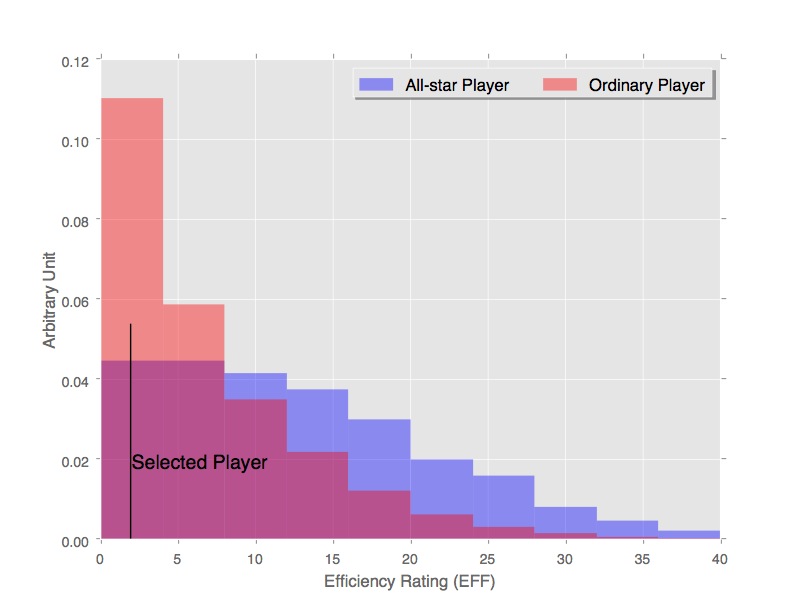 All-star Player Ordinary Player
0.12
0.10
0.08
0.06
0.04
0.02
0.00
Arbitrary Unit
Selected Player
0 5 10 15 20 25 30 35 40
Efficiency Rating (EFF)